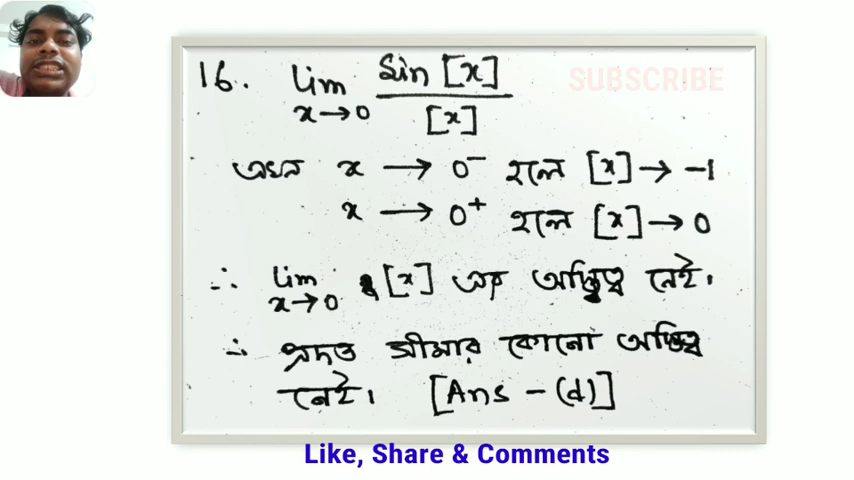 SUBSCRIBE
16. lim x→0 sin [x] / [x]
এখন x → 0⁻ হলে [x] → -1
x → 0⁺ হলে [x] → 0
∴ lim x→0 [x] এর অস্তিত্ব নেই।
∴ প্রদত্ত সীমার কোনো অস্তিত্ব
নেই। [Ans - (d)]
Like, Share & Comments